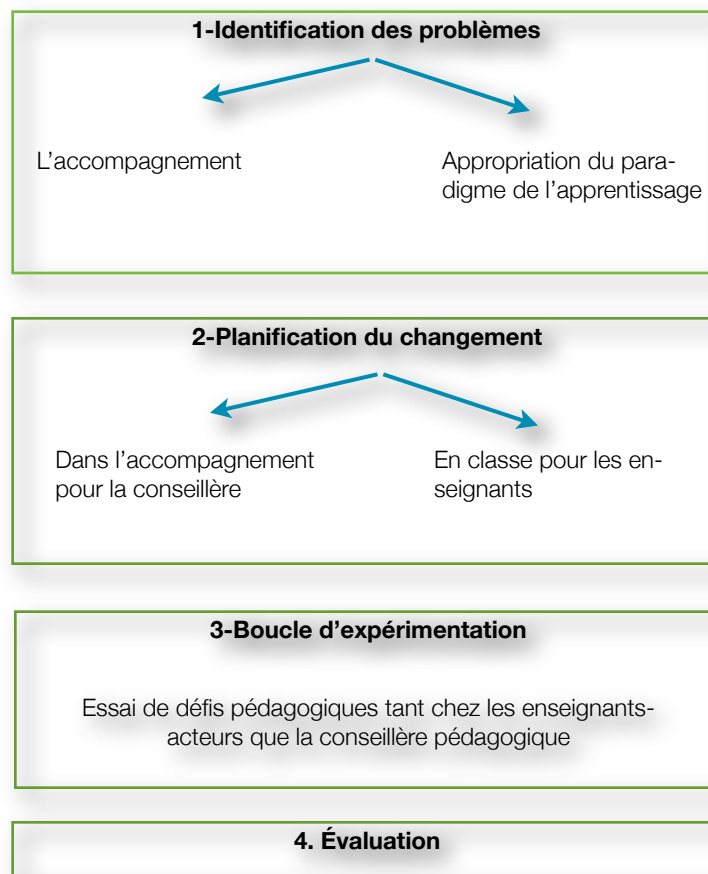 1-Identification des problèmes
L'accompagnement
Appropriation du para-
digme de l'apprentissage
2-Planification du changement
Dans l'accompagnement
pour la conseillère
En classe pour les en-
seignants
3-Boucle d'expérimentation
Essai de défis pédagogiques tant chez les enseignants-
acteurs que la conseillère pédagogique
4. Évaluation